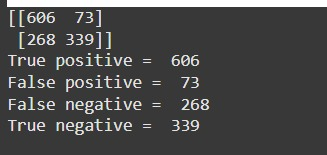 [[606  73]
 [268 339]]
True positive =  606
False positive =  73
False negative =  268
True negative =  339